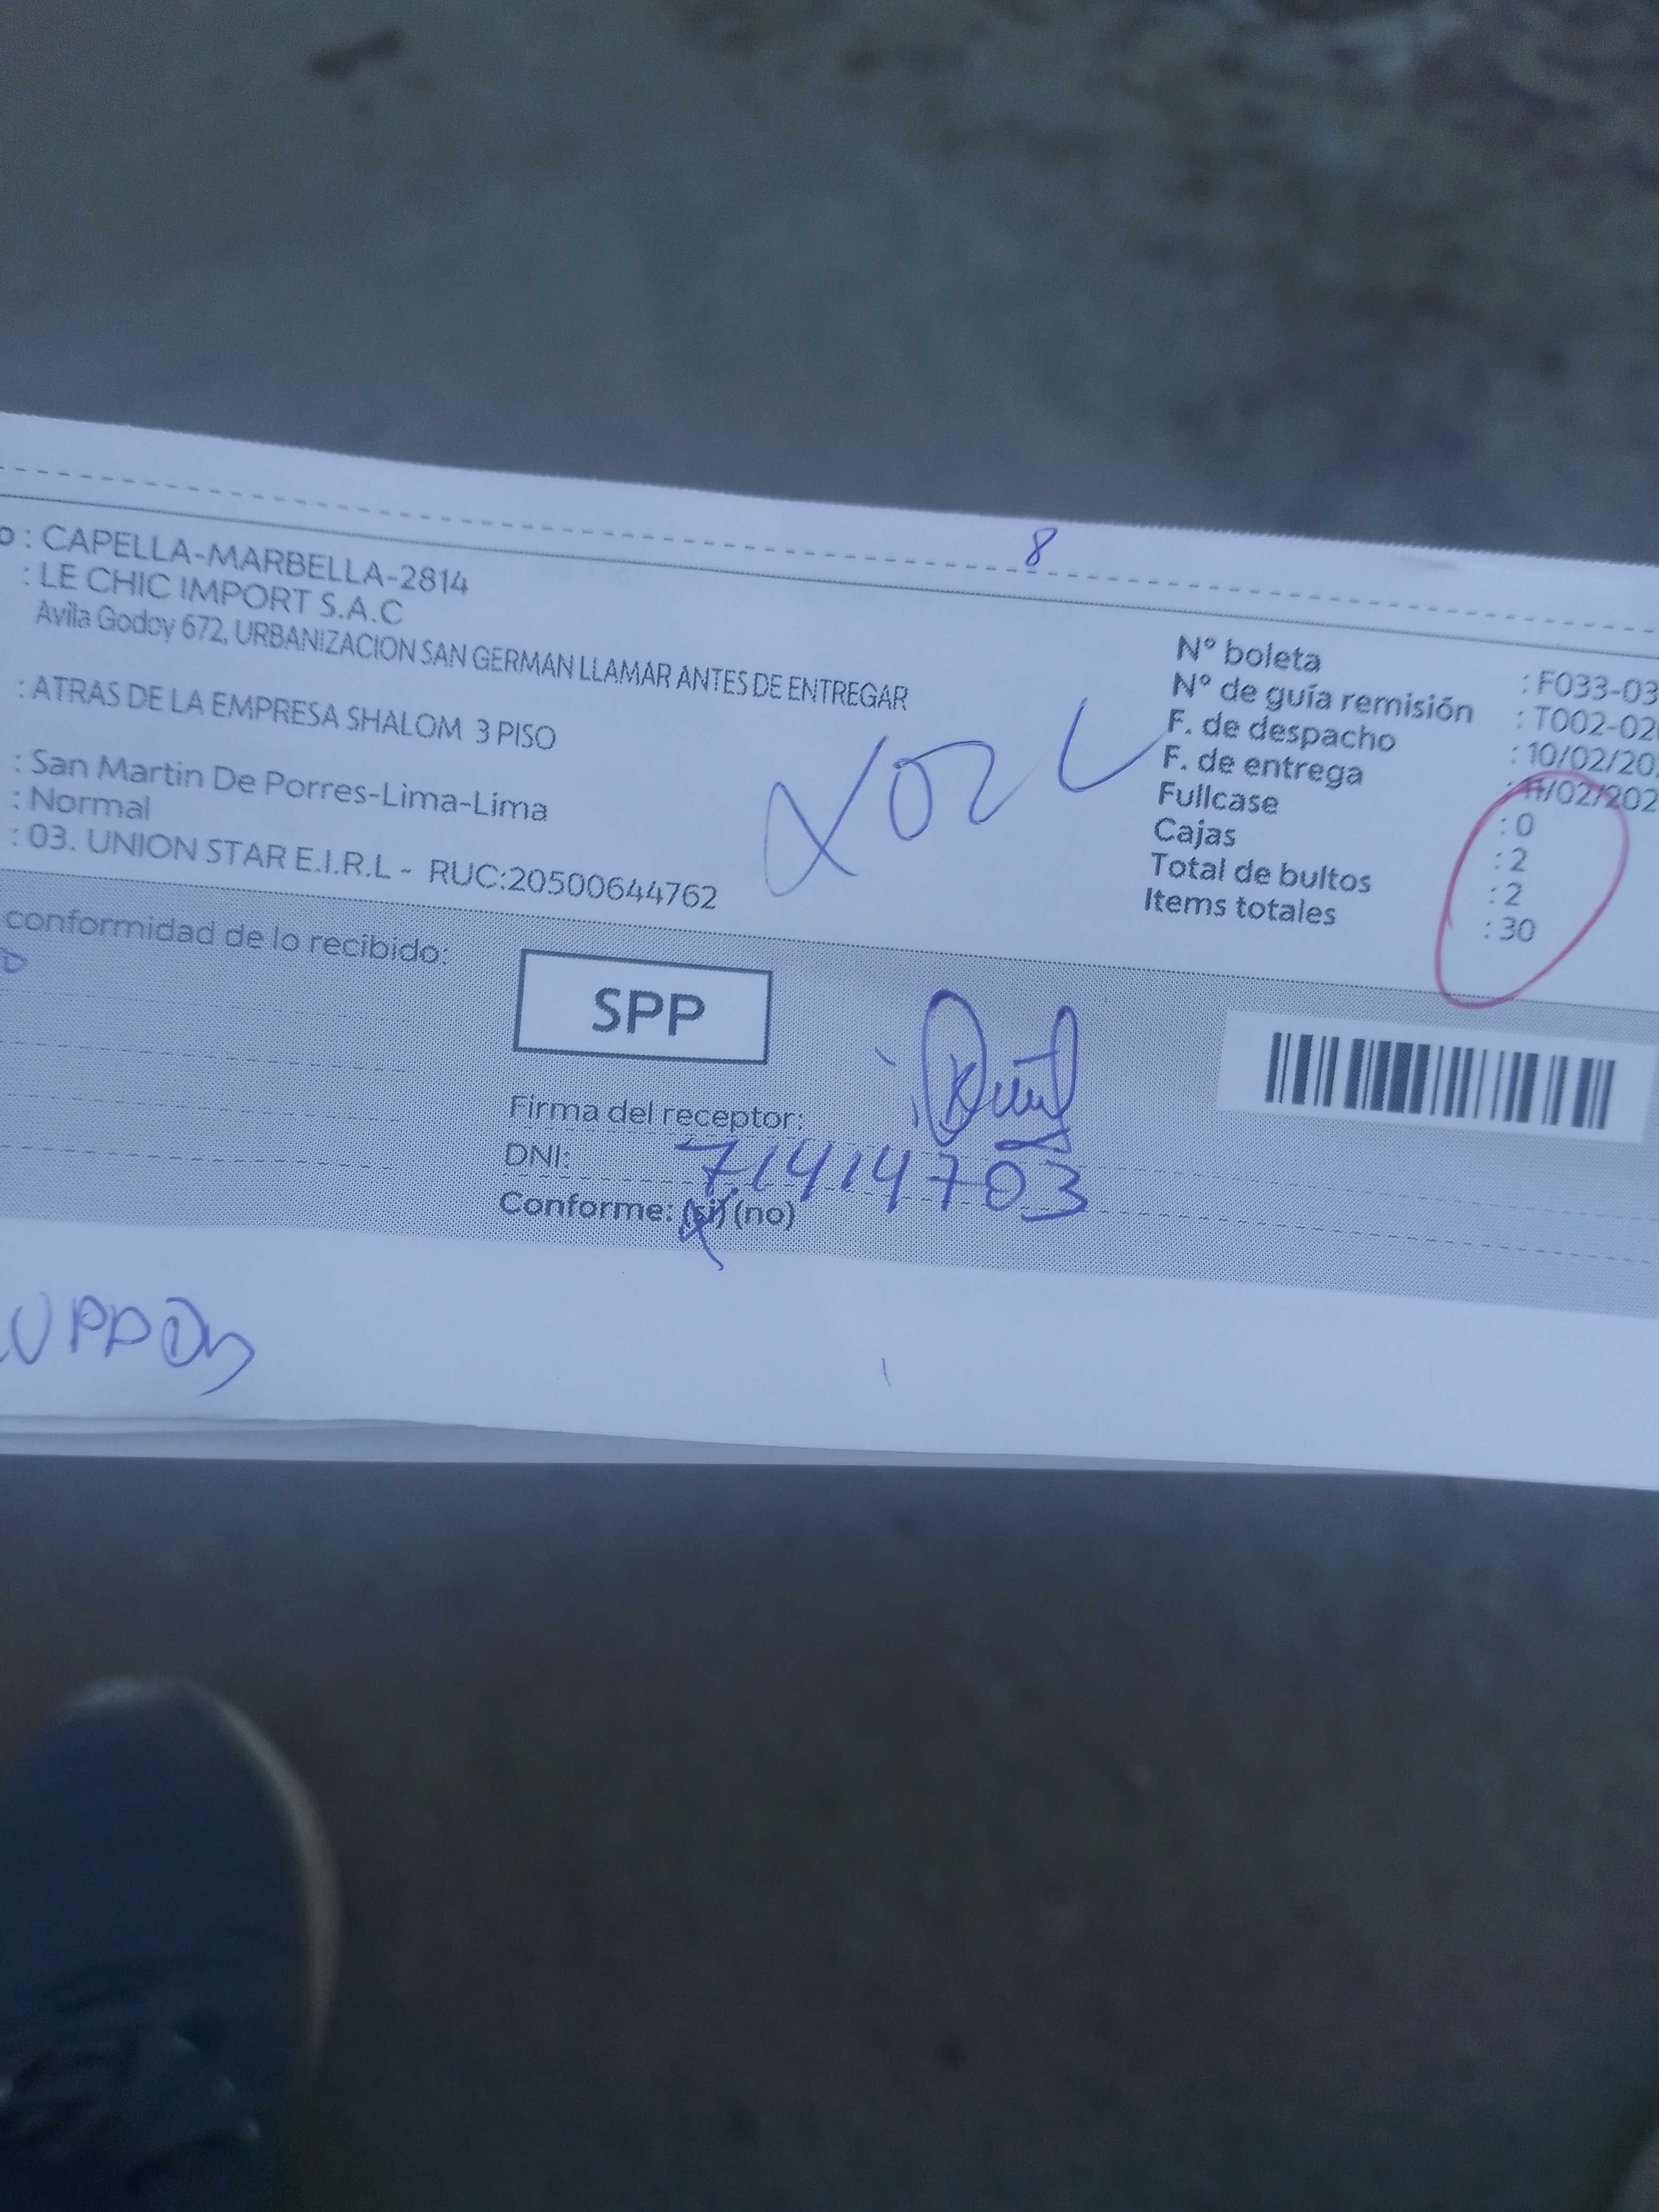 8
o : CAPELLA-MARBELLA-2814
: LE CHIC IMPORT S.A.C
Avila Godoy 672, URBANIZACION SAN GERMAN LLAMAR ANTES DE ENTREGAR
: ATRAS DE LA EMPRESA SHALOM 3 PISO
: San Martin De Porres-Lima-Lima
: Normal
: 03. UNION STAR E.I.R.L - RUC:20500644762
N° boleta : F033-03
N° de guía remisión : T002-02
F. de despacho : 10/02/20
F. de entrega : 11/02/202
Fullcase : 0
Cajas : 2
Total de bultos : 2
Items totales : 30
conformidad de lo recibido:
SPP
Firma del receptor:
DNI: 71414703
Conforme: (si) (no)